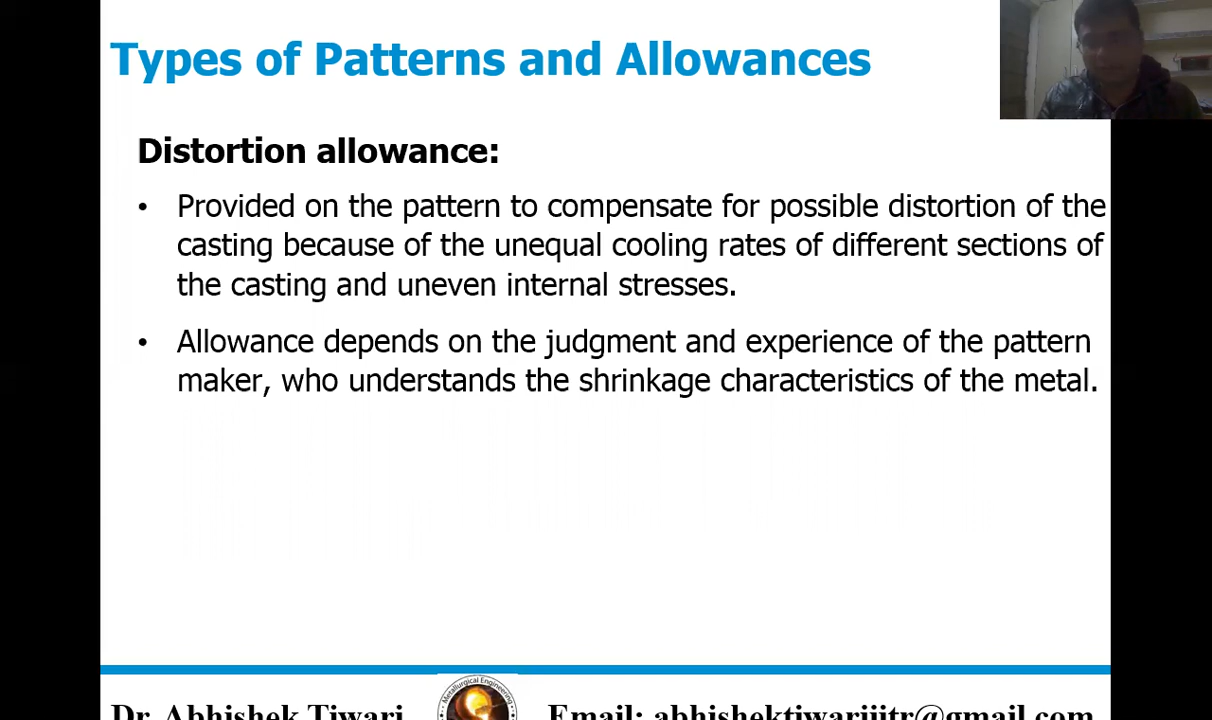 Types of Patterns and Allowances
Distortion allowance:
• Provided on the pattern to compensate for possible distortion of the
casting because of the unequal cooling rates of different sections of
the casting and uneven internal stresses.
• Allowance depends on the judgment and experience of the pattern
maker, who understands the shrinkage characteristics of the metal.
Metallurgical Engineering
Dr. Abhishek Tiwari
Email: abhishektiwariiitr@gmail.com